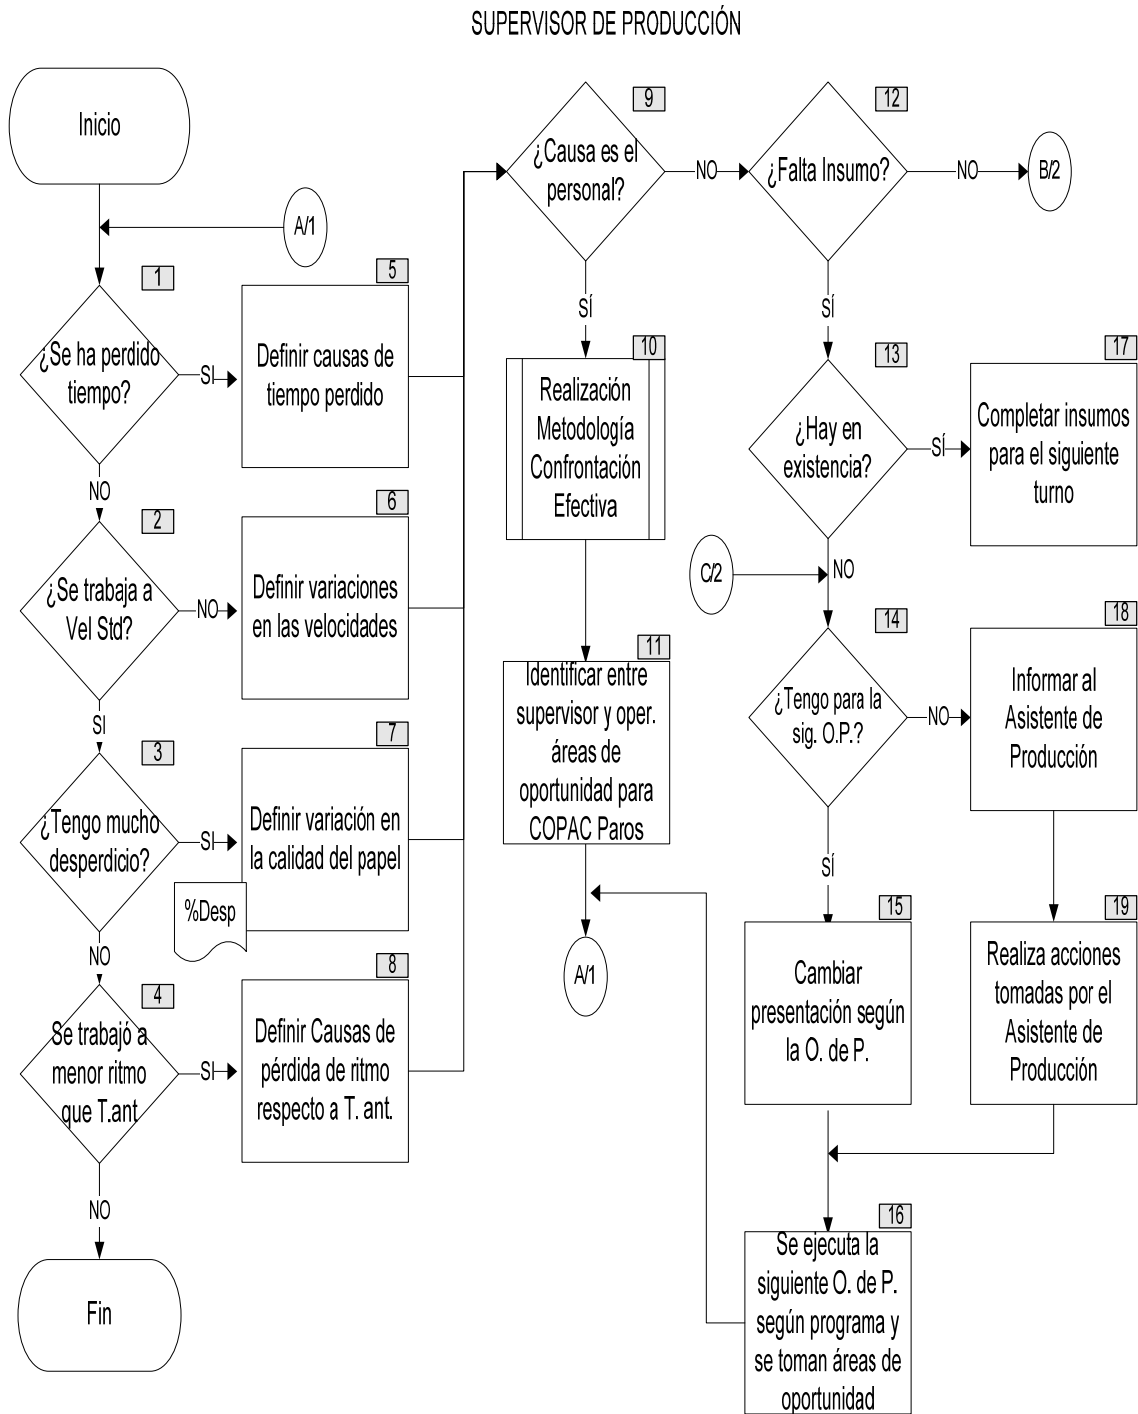 SUPERVISOR DE PRODUCCIÓN
Inicio
A/1
1
¿Se ha perdido
tiempo?
SI
NO
5
Definir causas de
tiempo perdido
2
¿Se trabaja a
Vel Std?
NO
SI
6
Definir variaciones
en las velocidades
3
¿Tengo mucho
desperdicio?
SI
NO
7
Definir variación en
la calidad del papel
%Desp
4
Se trabajó a
menor ritmo
que T.ant
SI
NO
8
Definir Causas de
pérdida de ritmo
respecto a T. ant.
Fin
9
¿Causa es el
personal?
NO
SÍ
10
Realización
Metodología
Confrontación
Efectiva
11
Identificar entre
supervisor y oper.
áreas de
oportunidad para
COPAC Paros
A/1
12
¿Falta Insumo?
NO
B/2
SÍ
13
¿Hay en
existencia?
SÍ
NO
17
Completar insumos
para el siguiente
turno
C/2
14
¿Tengo para la
sig. O.P.?
NO
SÍ
18
Informar al
Asistente de
Producción
15
Cambiar
presentación según
la O. de P.
19
Realiza acciones
tomadas por el
Asistente de
Producción
16
Se ejecuta la
siguiente O. de P.
según programa y
se toman áreas de
oportunidad